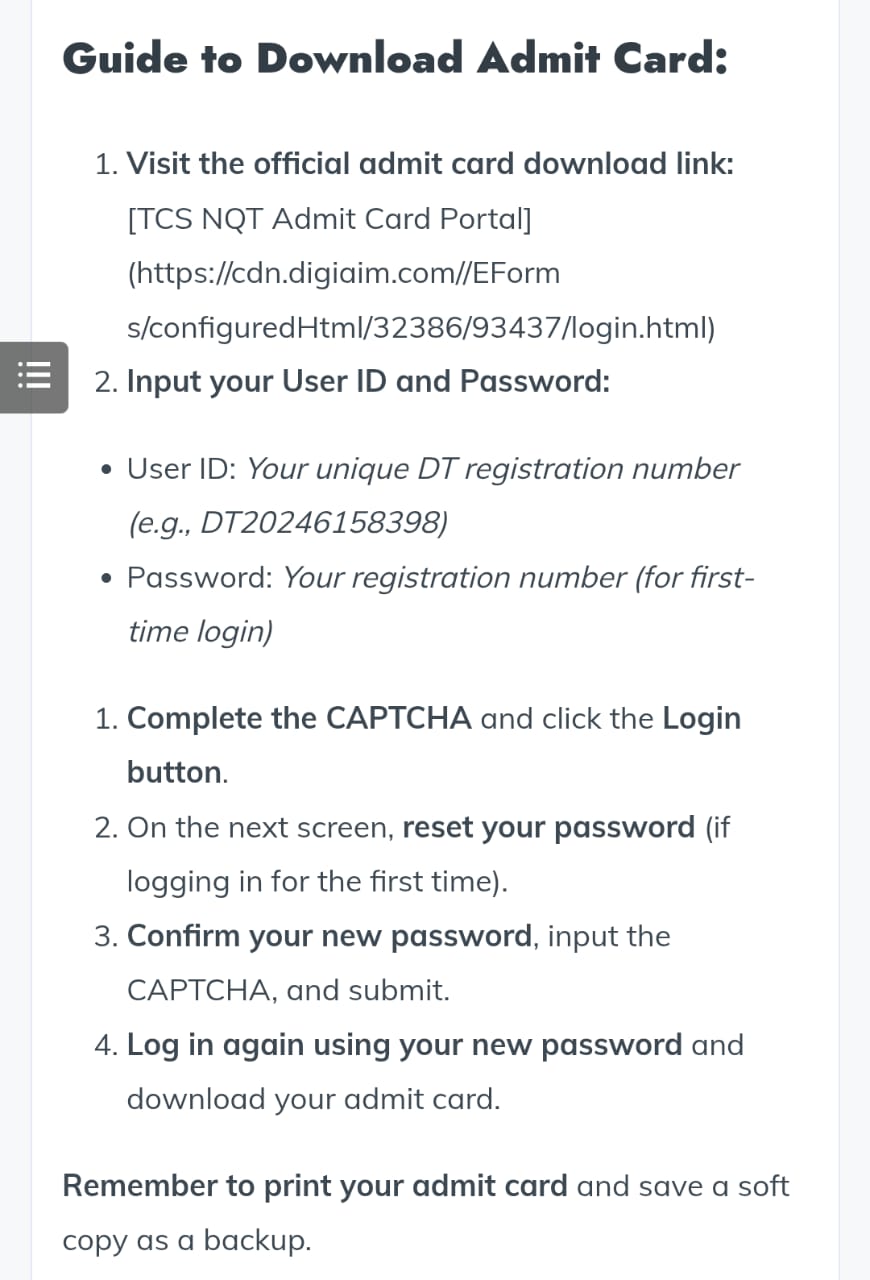 Guide to Download Admit Card:
1. Visit the official admit card download link:
[TCS NQT Admit Card Portal]
(https://cdn.digiaim.com//EForm
s/configuredHtml/32386/93437/login.html)
2. Input your User ID and Password:
• User ID: Your unique DT registration number
(e.g., DT20246158398)
• Password: Your registration number (for first-
time login)
1. Complete the CAPTCHA and click the Login
button.
2. On the next screen, reset your password (if
logging in for the first time).
3. Confirm your new password, input the
CAPTCHA, and submit.
4. Log in again using your new password and
download your admit card.
Remember to print your admit card and save a soft
copy as a backup.